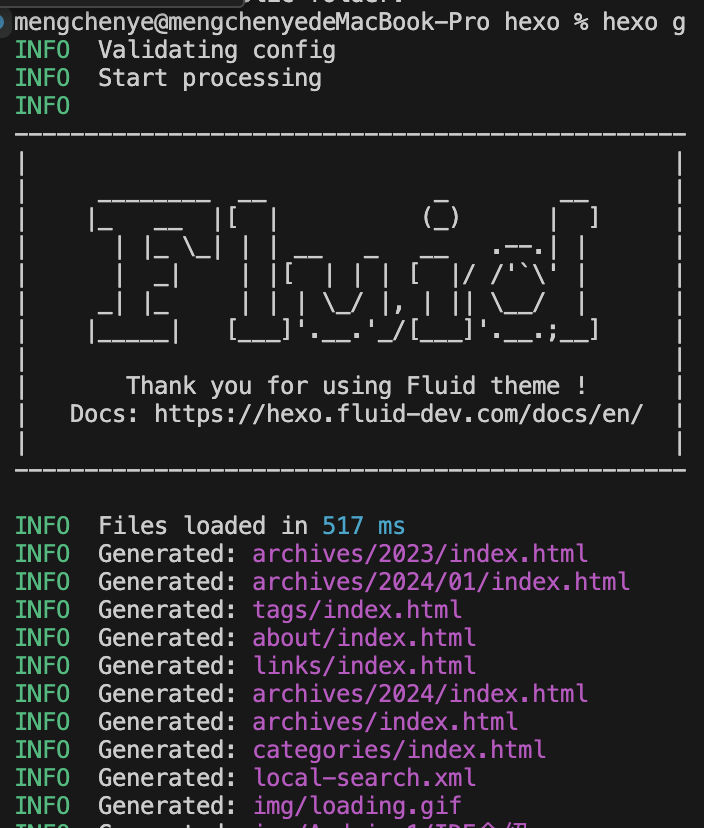 mengchenye@mengchenyedeMacBook-Pro hexo % hexo g
INFO  Validating config
INFO  Start processing
INFO
Fluid
Thank you for using Fluid theme !
Docs: https://hexo.fluid-dev.com/docs/en/
INFO  Files loaded in 517 ms
INFO  Generated: archives/2023/index.html
INFO  Generated: archives/2024/01/index.html
INFO  Generated: tags/index.html
INFO  Generated: about/index.html
INFO  Generated: links/index.html
INFO  Generated: archives/2024/index.html
INFO  Generated: archives/index.html
INFO  Generated: categories/index.html
INFO  Generated: local-search.xml
INFO  Generated: img/loading.gif